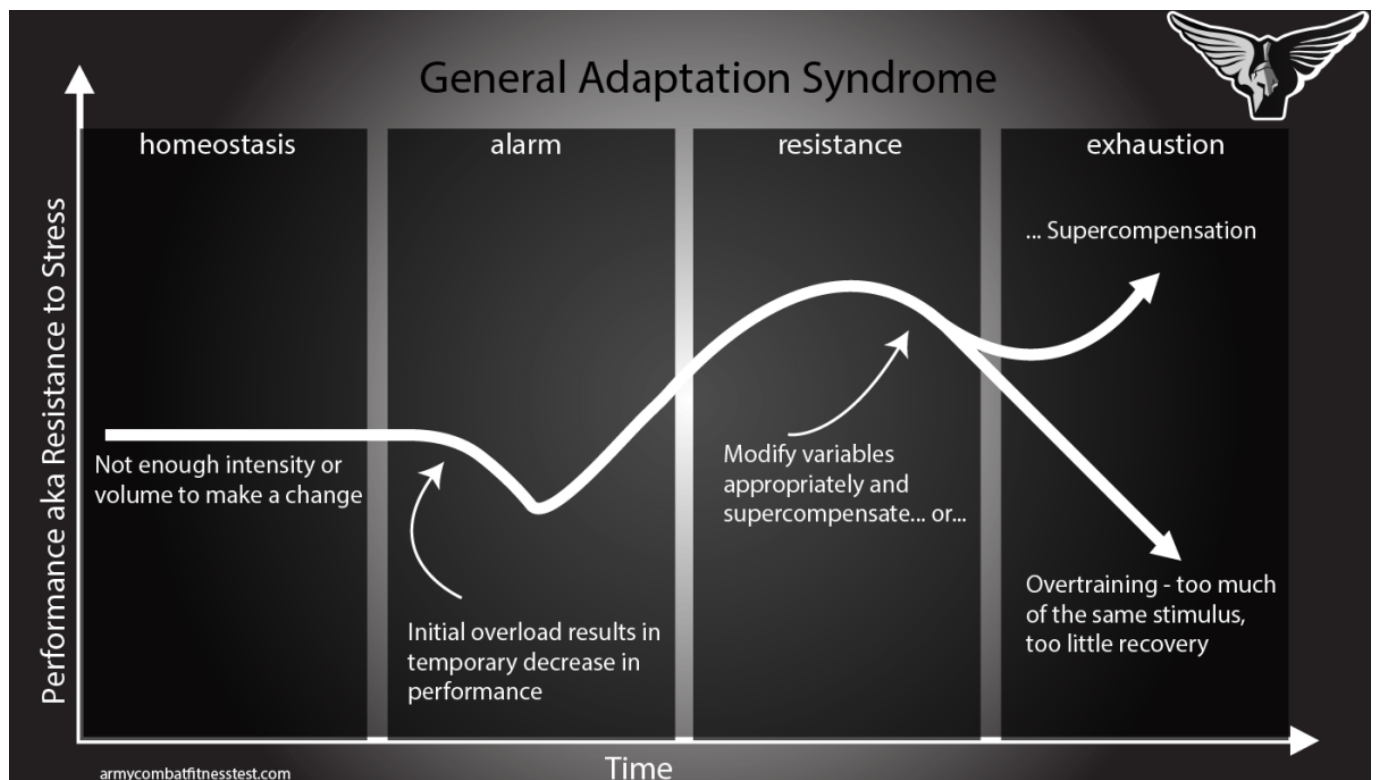 General Adaptation Syndrome
homeostasis
alarm
resistance
exhaustion
Performance aka Resistance to Stress
Not enough intensity or
volume to make a change
Initial overload results in
temporary decrease in
performance
Modify variables
appropriately and
supercompensate... or...
... Supercompensation
Overtraining - too much
of the same stimulus,
too little recovery
Time
armycombatfitnesstest.com